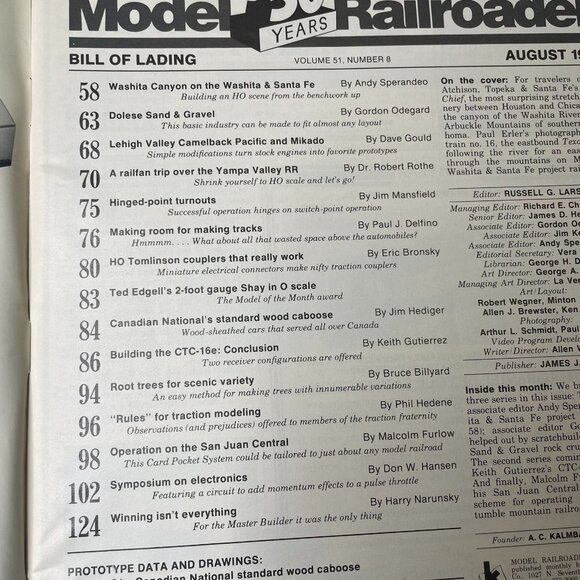 Model Railroade
50
YEARS
BILL OF LADING
VOLUME 51, NUMBER 8
AUGUST 19
58 Washita Canyon on the Washita & Santa Fe By Andy Sperandeo
Building an HO scene from the benchwork up
63 Dolese Sand & Gravel By Gordon Odegard
This basic industry can be made to fit almost any layout
68 Lehigh Valley Camelback Pacific and Mikado By Dave Gould
Simple modifications turn stock engines into favorite prototypes
70 A railfan trip over the Yampa Valley RR By Dr. Robert Rothe
Shrink yourself to HO scale and let's go!
75 Hinged-point turnouts By Jim Mansfield
Successful operation hinges on switch-point operation
76 Making room for making tracks By Paul J. Delfino
Hmmmm. . . . What about all that wasted space above the automobiles?
80 HO Tomlinson couplers that really work By Eric Bronsky
Miniature electrical connectors make nifty traction couplers
83 Ted Edgell's 2-foot gauge Shay in O scale
The Model of the Month award
84 Canadian National's standard wood caboose By Jim Hediger
Wood-sheathed cars that served all over Canada
86 Building the CTC-16e: Conclusion By Keith Gutierrez
Two receiver configurations are offered
94 Root trees for scenic variety By Bruce Billyard
An easy method for making trees with innumerable variations
96 "Rules" for traction modeling By Phil Hedene
Observations (and prejudices) offered to members of the traction fraternity
98 Operation on the San Juan Central By Malcolm Furlow
This Card Pocket System could be tailored to just about any model railroad
102 Symposium on electronics By Don W. Hansen
Featuring a circuit to add momentum effects to a pulse throttle
124 Winning isn't everything By Harry Narunsky
For the Master Builder it was the only thing
PROTOTYPE DATA AND DRAWINGS:
Canadian National standard wood caboose
On the cover: For travelers o
Atchison, Topeka & Santa Fe's
Chief, the most surprising stretch
nery between Houston and Chica
the canyon of the Washita River
Arbuckle Mountains of southern
homa. Paul Erler's photograph
train no. 16, the eastbound Texa
following the river for an eas
through the mountains on M
Washita & Santa Fe project rai
Editor: RUSSELL G. LARS
Managing Editor: Richard E. Ch
Senior Editor: James D. He
Associate Editor: Gordon Oc
Associate Editor: Jim Ke
Associate Editor: Andy Sper
Editorial Secretary: Vera
Librarian: George H. D
Art Director: George A.
Managing Art Director: La Ver
Art/Layout:
Robert Wegner, Minton
Allen J. Brewster, Ken
Photography:
Arthur L. Schmidt, Paul
Video Program Devel
Writer/Director: Allen V
Publisher: JAMES J.
Inside this month: We b
three series in this issue: T
associate editor Andy Sper
ita & Santa Fe project
58); associate editor Go
helped out by scratchbuil
Sand & Gravel rock cru
The second series comin
Keith Gutierrez's CTC-
And finally, Malcolm F
his San Juan Central
scheme for operating
tumble mountain railroa
Founder: A. C. KALMBA
MODEL RAILROAD
published monthly
Co., 1027 N. Seventh